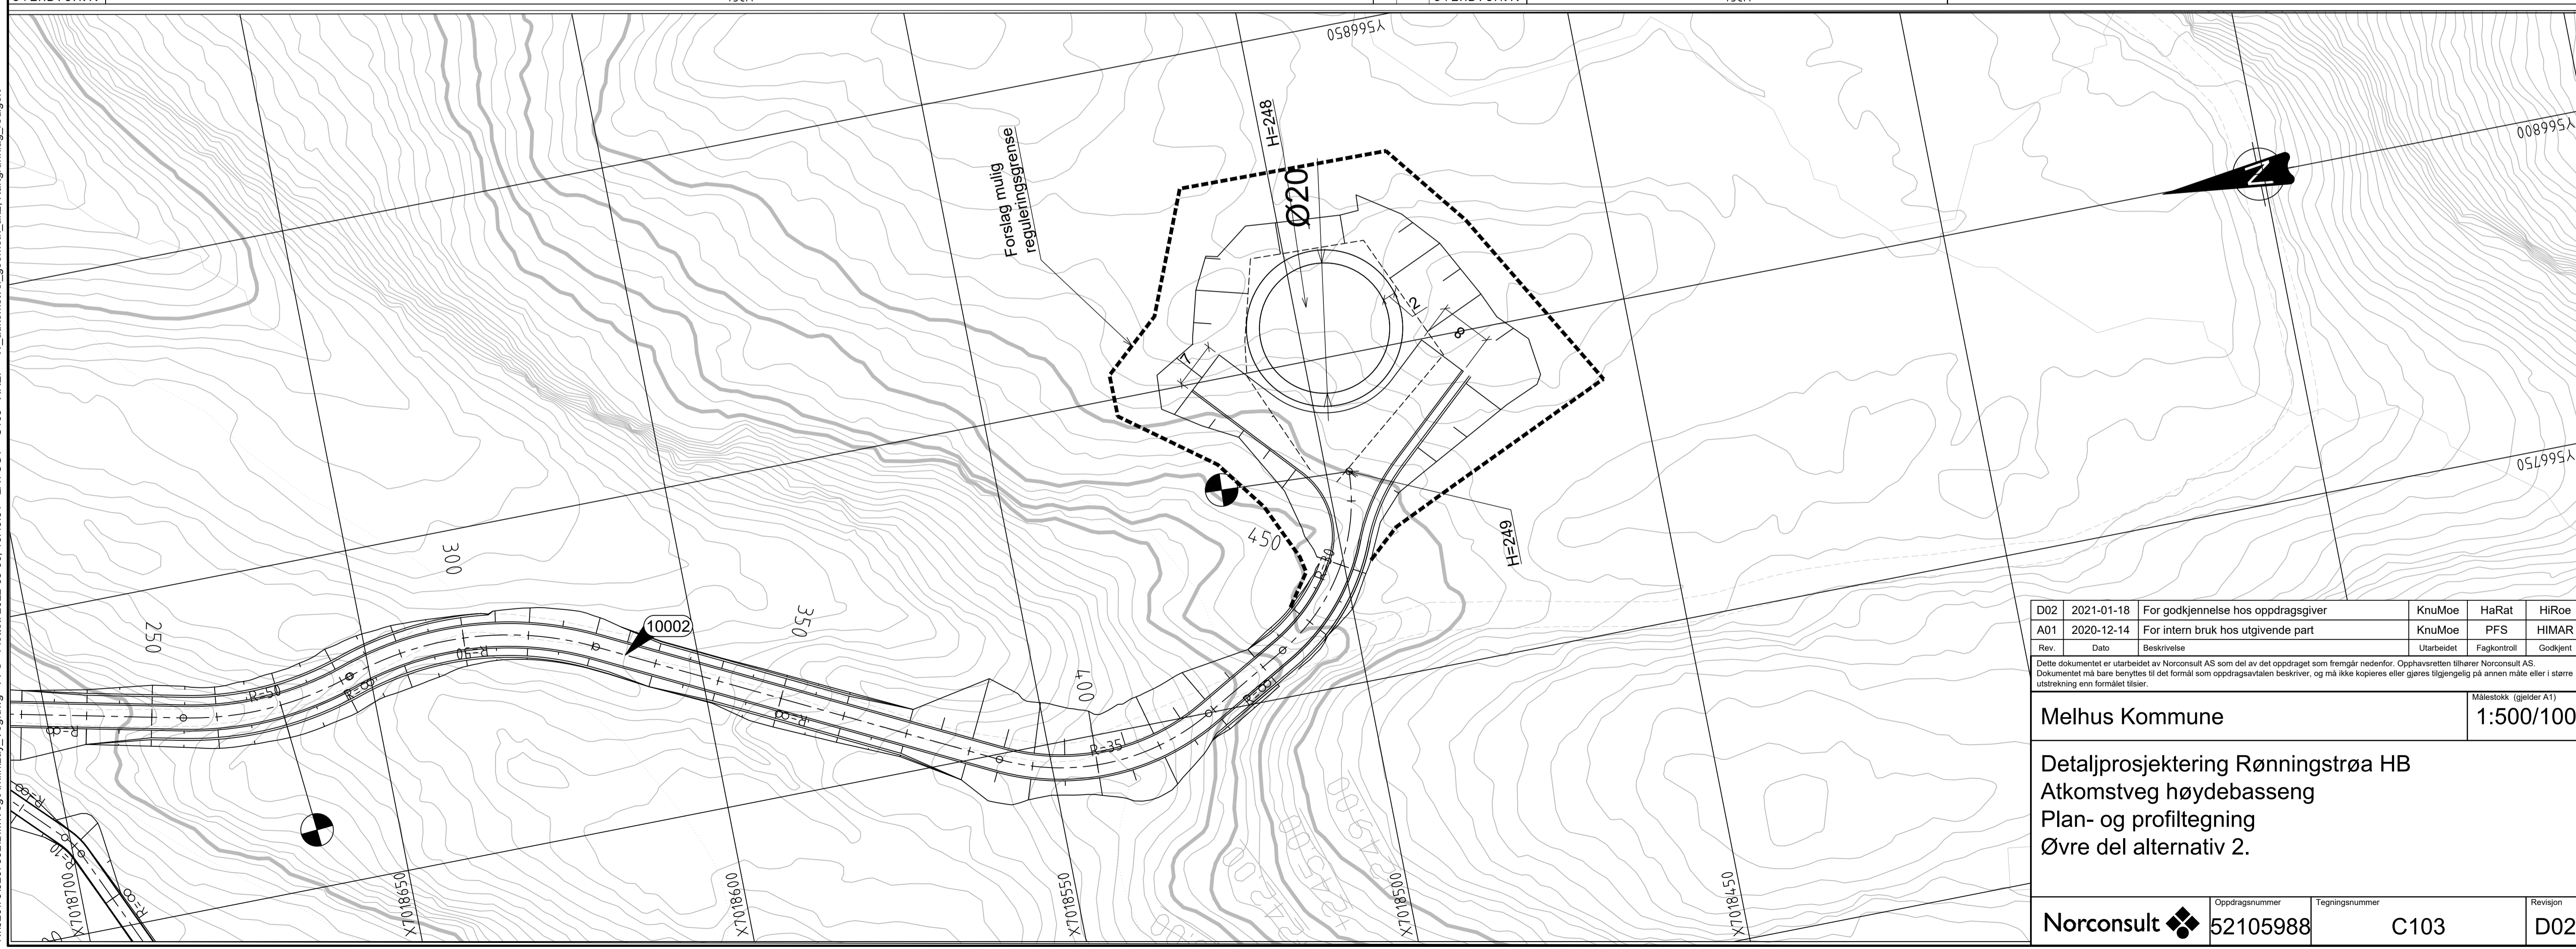 Y566850
Y566800
Y566750
H=248
Ø20
Forslag mulig
reguleringsgrense
2
8
7
H=249
R=30
450
400
350
300
250
10002
R=50
R=∞
R=50
R=∞
R=∞
R=35
R=∞
R=∞
R=10
R=∞
X7018700
X7018650
X7018600
X7018550
X7018500
X7018450
N
D02 2021-01-18 For godkjennelse hos oppdragsgiver KnuMoe HaRat HiRoe
A01 2020-12-14 For intern bruk hos utgivende part KnuMoe PFS HIMAR
Rev. Dato Beskrivelse Utarbeidet Fagkontroll Godkjent
Dette dokumentet er utarbeidet av Norconsult AS som del av det oppdraget som fremgår nedenfor. Opphavsretten tilhører Norconsult AS.
Dokumentet må bare benyttes til det formål som oppdragsavtalen beskriver, og må ikke kopieres eller gjøres tilgjengelig på annen måte eller i større
utstrekning enn formålet tilsier.
Målestokk (gjelder A1)
Melhus Kommune 1:500/100
Detaljprosjektering Rønningstrøa HB
Atkomstveg høydebasseng
Plan- og profiltegning
Øvre del alternativ 2.
Norconsult
Oppdragsnummer Tegningsnummer Revisjon
52105988 C103 D02